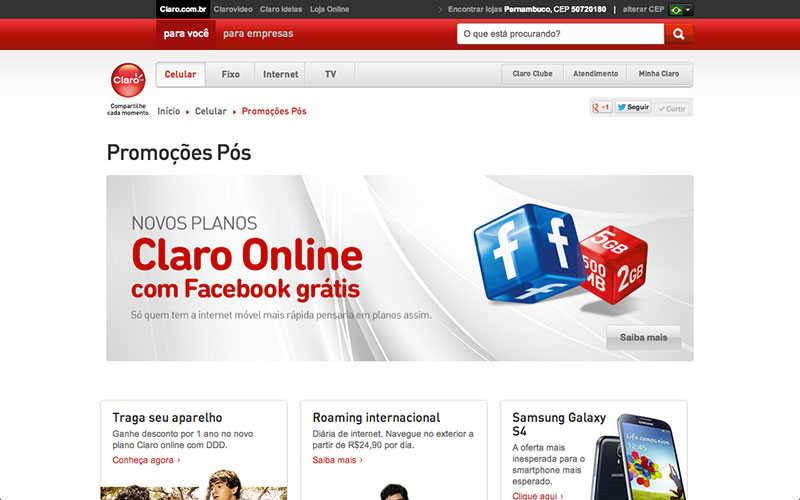 Claro.com.br Clarovideo Claro Ideias Loja Online
Encontrar lojas Pernambuco, CEP 50720180 | alterar CEP
para você para empresas
O que está procurando?
Claro
Compartilhe
cada momento.
Celular Fixo Internet TV
Claro Clube Atendimento Minha Claro
Início Celular Promoções Pós
g +1 Seguir Curtir
Promoções Pós
NOVOS PLANOS
Claro Online
com Facebook grátis
Só quem tem a internet móvel mais rápida pensaria em planos assim.
f f
5GB
500 MB
2GB
Saiba mais
Traga seu aparelho
Ganhe desconto por 1 ano no novo
plano Claro online com DDD.
Conheça agora ›
Roaming internacional
Diária de internet. Navegue no exterior a
partir de R$24,90 por dia.
Saiba mais ›
Samsung Galaxy
S4
A oferta mais
inesperada para o
smartphone mais
esperado.
Clique aqui ›
Life companion
12:45